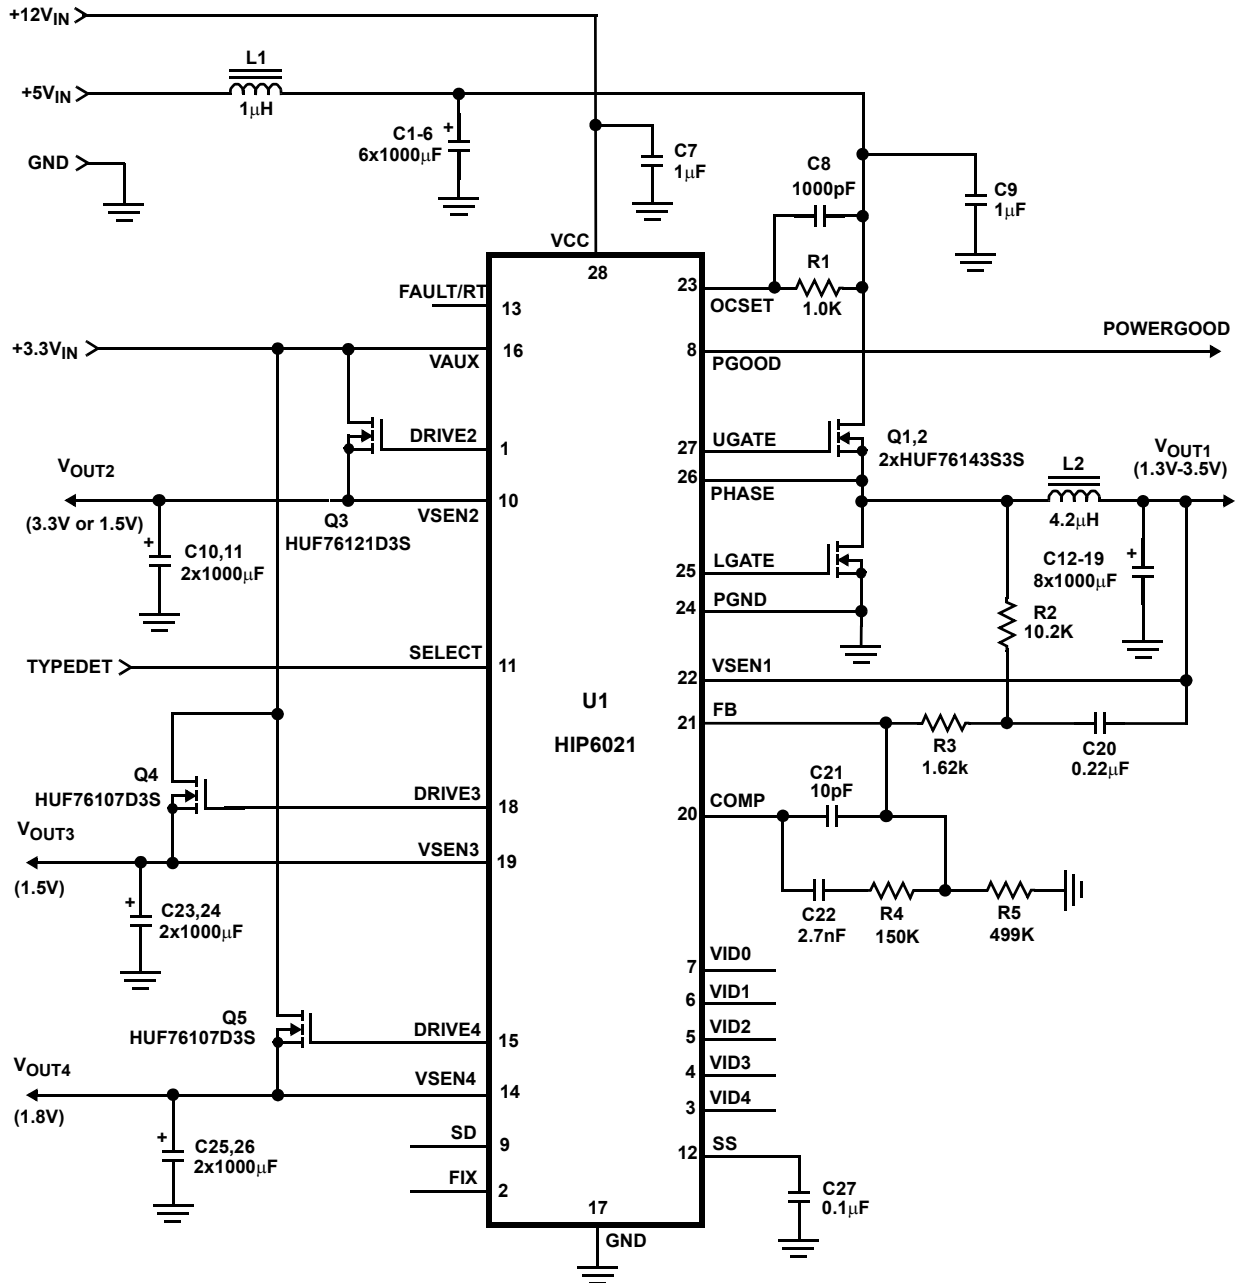 +12VIN
L1
+5VIN
1μH
C1-6
6x1000μF
GND
C7
1μF
C8
1000pF
C9
1μF
VCC
28
R1
1.0K
23
OCSET
FAULT/RT
13
POWERGOOD
8
PGOOD
+3.3VIN
16
VAUX
DRIVE2
1
27
UGATE
Q1,2
2xHUF76143S3S
26
PHASE
VOUT1
(1.3V-3.5V)
L2
4.2μH
VOUT2
(3.3V or 1.5V)
10
VSEN2
Q3
HUF76121D3S
C10,11
2x1000μF
25
LGATE
24
PGND
C12-19
8x1000μF
R2
10.2K
TYPEDET
SELECT
11
22
VSEN1
21
FB
U1
HIP6021
R3
1.62k
C20
0.22μF
Q4
HUF76107D3S
DRIVE3
18
20
COMP
C21
10pF
VOUT3
(1.5V)
VSEN3
19
C22
2.7nF
R4
150K
R5
499K
C23,24
2x1000μF
7
VID0
6
VID1
5
VID2
4
VID3
3
VID4
Q5
HUF76107D3S
DRIVE4
15
VOUT4
(1.8V)
VSEN4
14
SD
9
12
SS
C25,26
2x1000μF
FIX
2
C27
0.1μF
17
GND